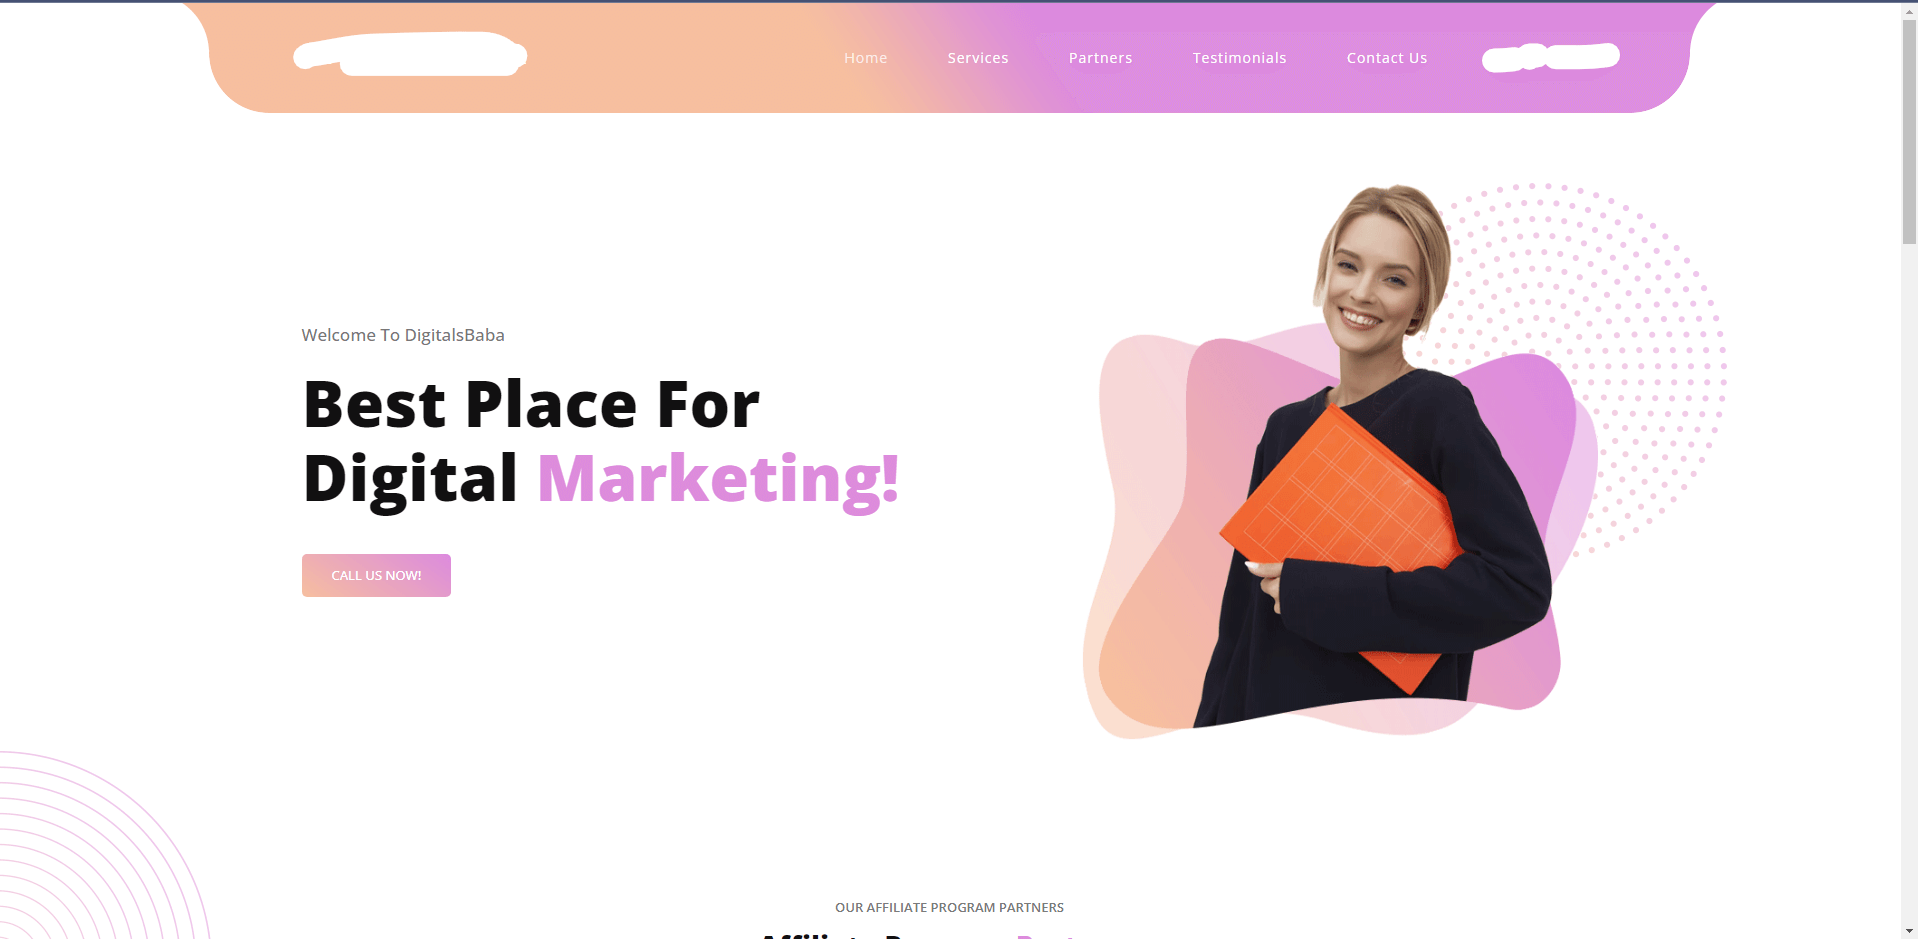 Home Services Partners Testimonials Contact Us
Welcome To DigitalsBaba
Best Place For
Digital Marketing!
CALL US NOW!
OUR AFFILIATE PROGRAM PARTNERS